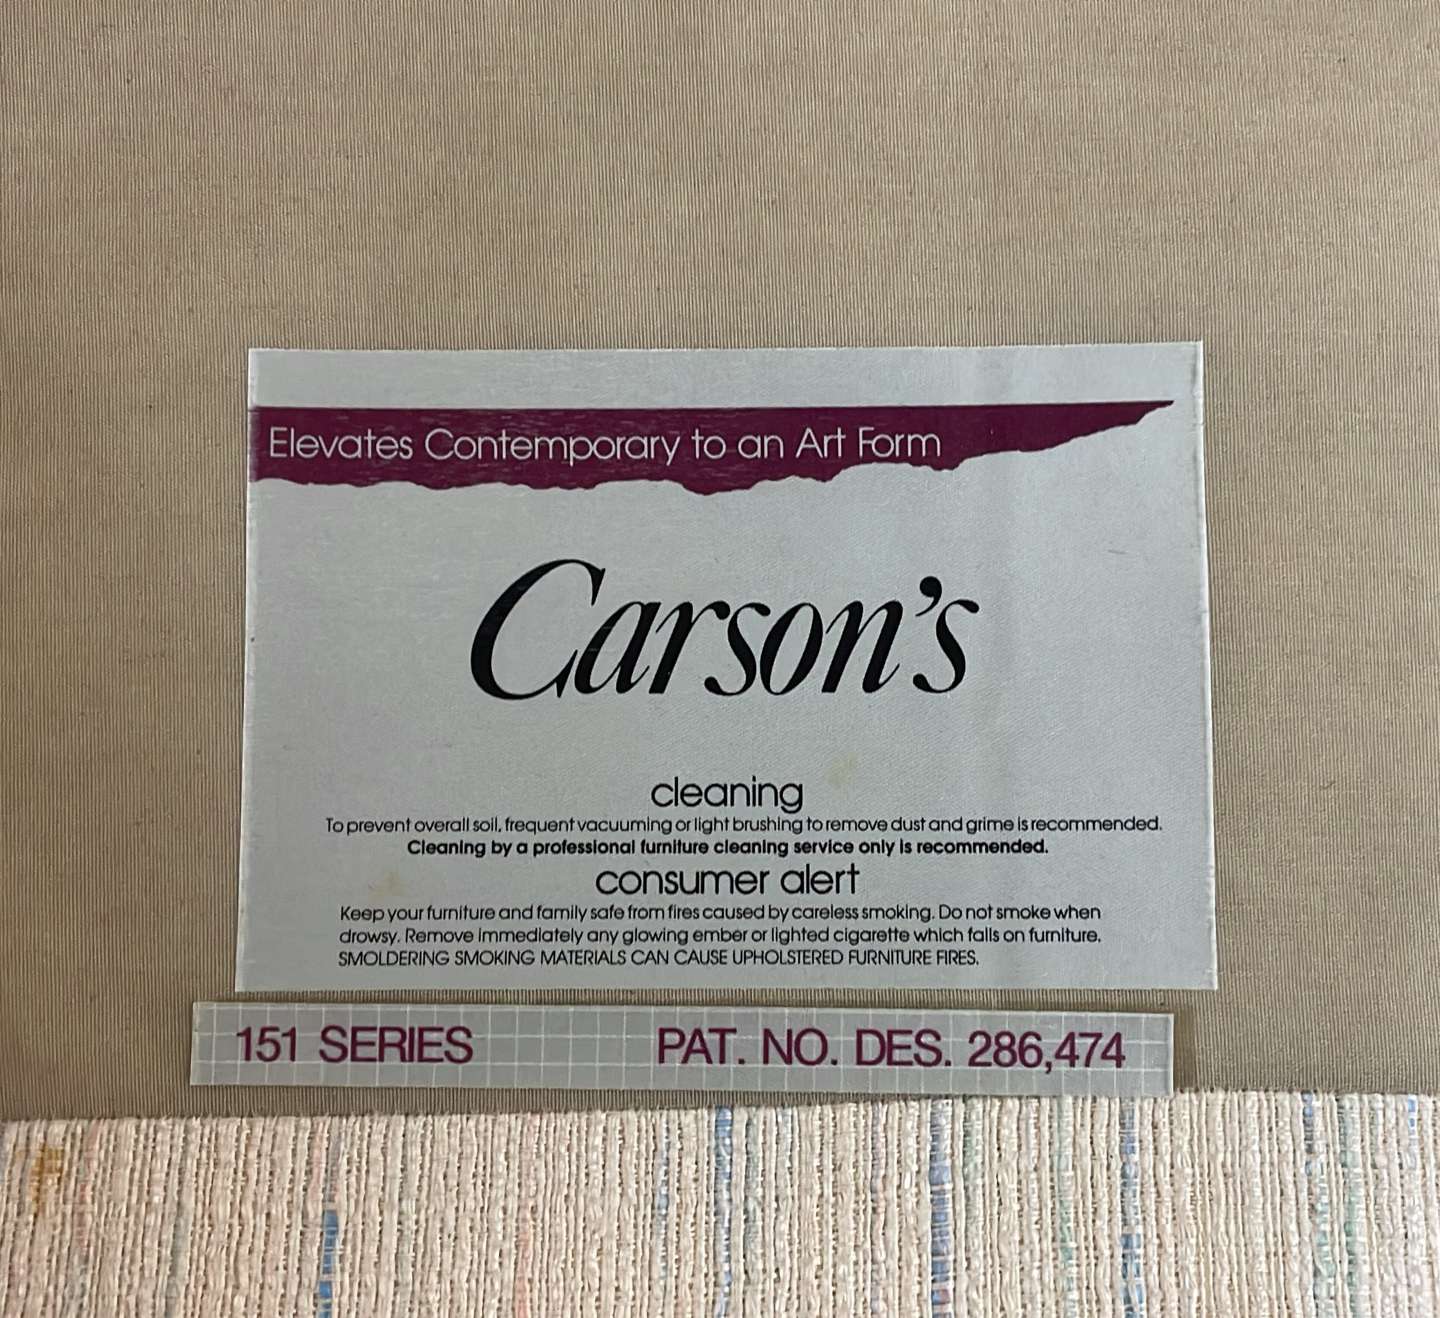 Elevates Contemporary to an Art Form
Carson's
cleaning
To prevent overall soil, frequent vacuuming or light brushing to remove dust and grime is recommended.
Cleaning by a professional furniture cleaning service only is recommended.
consumer alert
Keep your furniture and family safe from fires caused by careless smoking. Do not smoke when
drowsy. Remove immediately any glowing ember or lighted cigarette which falls on furniture.
SMOLDERING SMOKING MATERIALS CAN CAUSE UPHOLSTERED FURNITURE FIRES.
151 SERIES PAT. NO. DES. 286,474